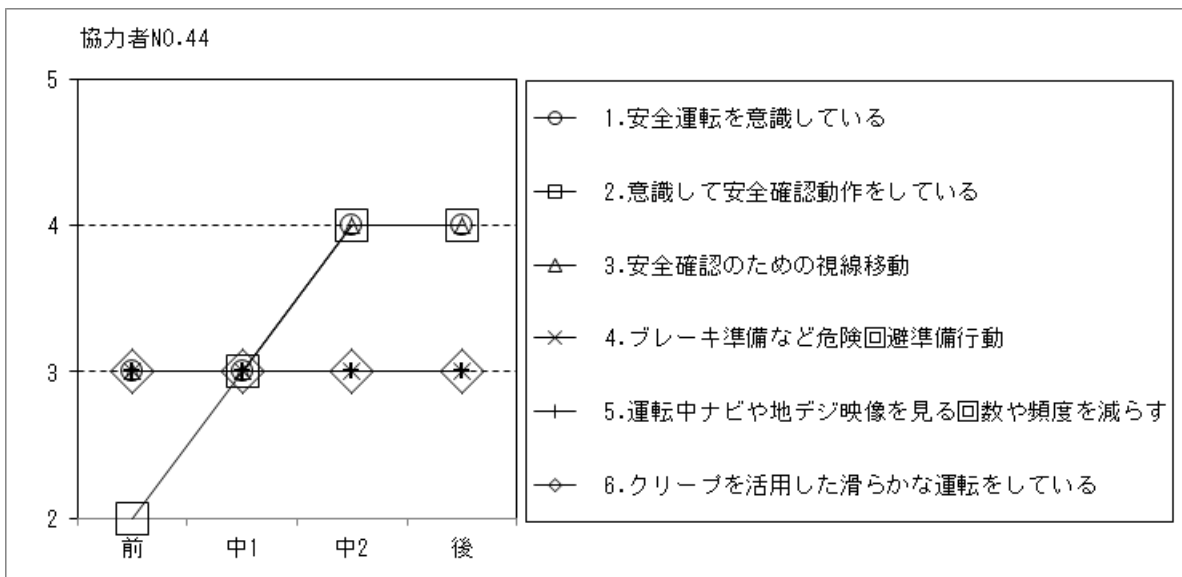 協力者NO.44
5
4
3
2
前 中1 中2 後
1.安全運転を意識している
2.意識して安全確認動作をしている
3.安全確認のための視線移動
4.ブレーキ準備など危険回避準備行動
5.運転中ナビや地デジ映像を見る回数や頻度を減らす
6.クリープを活用した滑らかな運転をしている